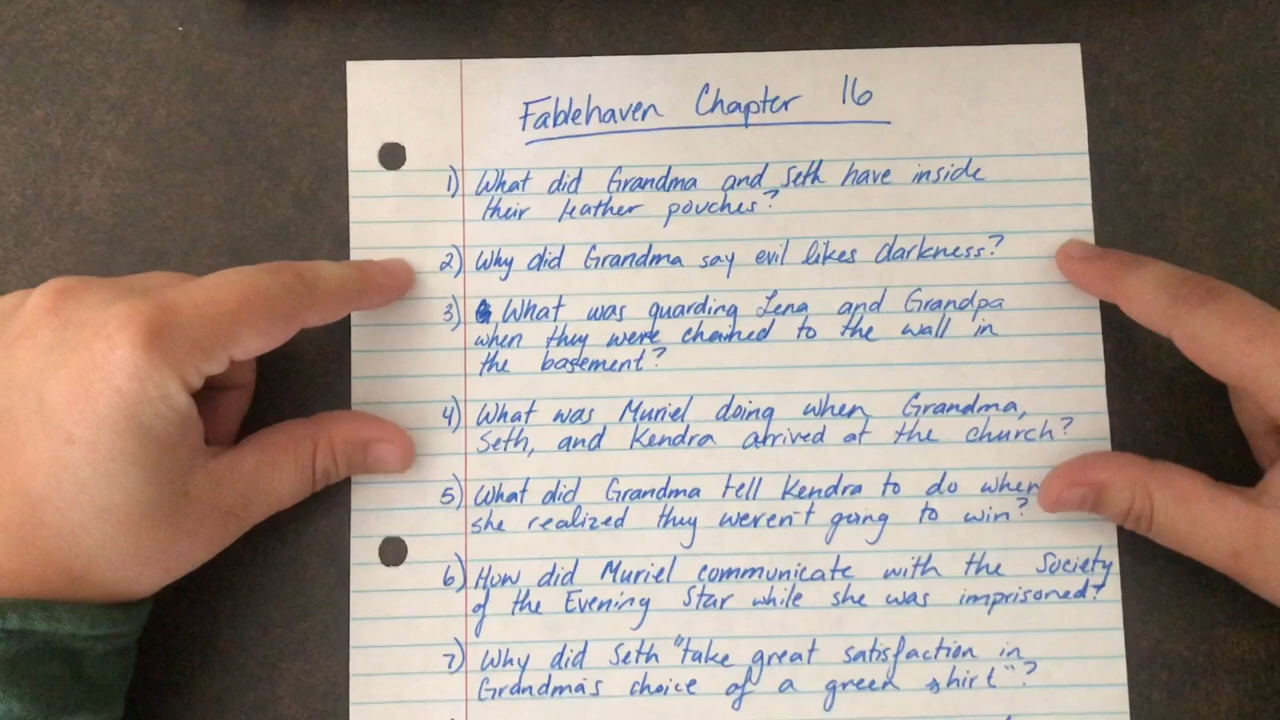 Fablehaven Chapter 16
1) What did Grandma and Seth have inside
their leather pouches?
2) Why did Grandma say evil likes darkness?
3) What was guarding Lena and Grandpa
when they were chained to the wall in
the basement?
4) What was Muriel doing when Grandma,
Seth, and Kendra arrived at the church?
5) What did Grandma tell Kendra to do when
she realized they weren't going to win?
6) How did Muriel communicate with the Society
of the Evening Star while she was imprisoned?
7) Why did Seth "take great satisfaction in
Grandma's choice of a green shirt"?